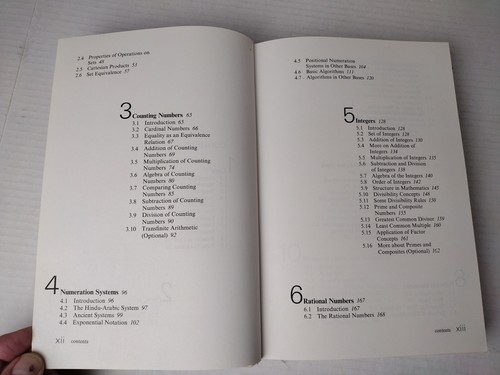 2.4 Properties of Operations on
Sets 48
2.5 Cartesian Products 53
2.6 Set Equivalence 57
3 Counting Numbers 65
3.1 Introduction 65
3.2 Cardinal Numbers 66
3.3 Equality as an Equivalence
Relation 67
3.4 Addition of Counting
Numbers 69
3.5 Multiplication of Counting
Numbers 74
3.6 Algebra of Counting
Numbers 80
3.7 Comparing Counting
Numbers 85
3.8 Subtraction of Counting
Numbers 89
3.9 Division of Counting
Numbers 90
3.10 Transfinite Arithmetic
(Optional) 92
4 Numeration Systems 96
4.1 Introduction 96
4.2 The Hindu-Arabic System 97
4.3 Ancient Systems 99
4.4 Exponential Notation 102
xii contents
4.5 Positional Numeration
Systems in Other Bases 104
4.6 Basic Algorithms 111
4.7 Algorithms in Other Bases 120
5 Integers 128
5.1 Introduction 128
5.2 Set of Integers 128
5.3 Addition of Integers 130
5.4 More on Addition of
Integers 134
5.5 Multiplication of Integers 135
5.6 Subtraction and Division
of Integers 138
5.7 Algebra of the Integers 140
5.8 Order of Integers 142
5.9 Structure in Mathematics 145
5.10 Divisibility Concepts 148
5.11 Some Divisibility Rules 150
5.12 Prime and Composite
Numbers 153
5.13 Greatest Common Divisor 159
5.14 Least Common Multiple 160
5.15 Application of Factor
Concepts 161
5.16 More about Primes and
Composites (Optional) 162
6 Rational Numbers 167
6.1 Introduction 167
6.2 The Rational Numbers 168
contents xiii